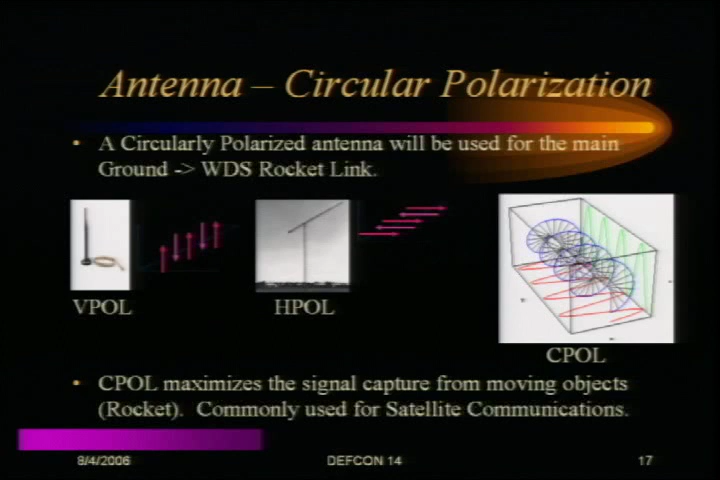 Antenna – Circular Polarization
• A Circularly Polarized antenna will be used for the main
Ground -> WDS Rocket Link.
VPOL
HPOL
CPOL
• CPOL maximizes the signal capture from moving objects
(Rocket). Commonly used for Satellite Communications.
8/4/2006
DEFCON 14
17